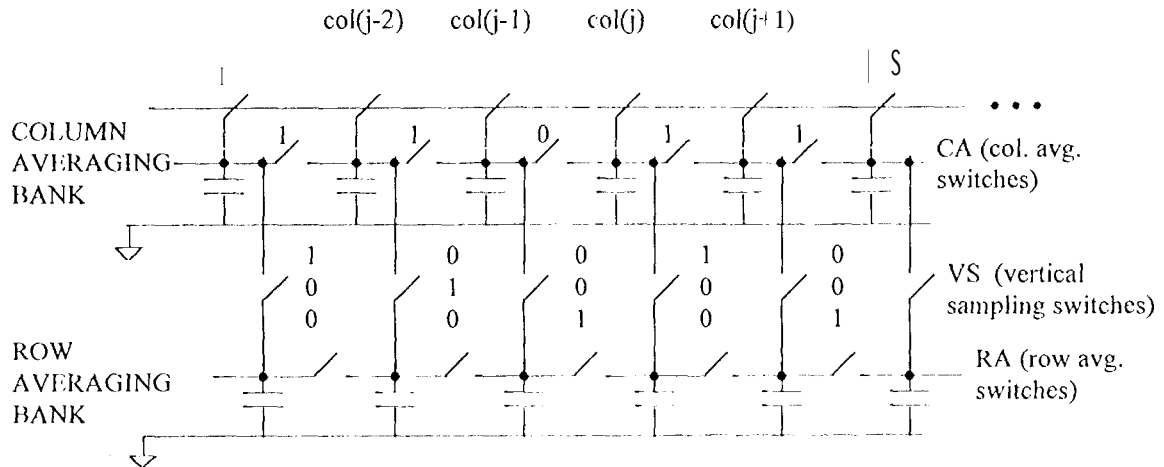 col(j-2) col(j-1) col(j) col(j+1)
S
COLUMN
AVERAGING
BANK
1 1 0 1 1
CA (col. avg.
switches)
1 0 0 1 0
0 1 0 0 0
0 0 1 0 1
VS (vertical
sampling switches)
ROW
AVERAGING
BANK
RA (row avg.
switches)